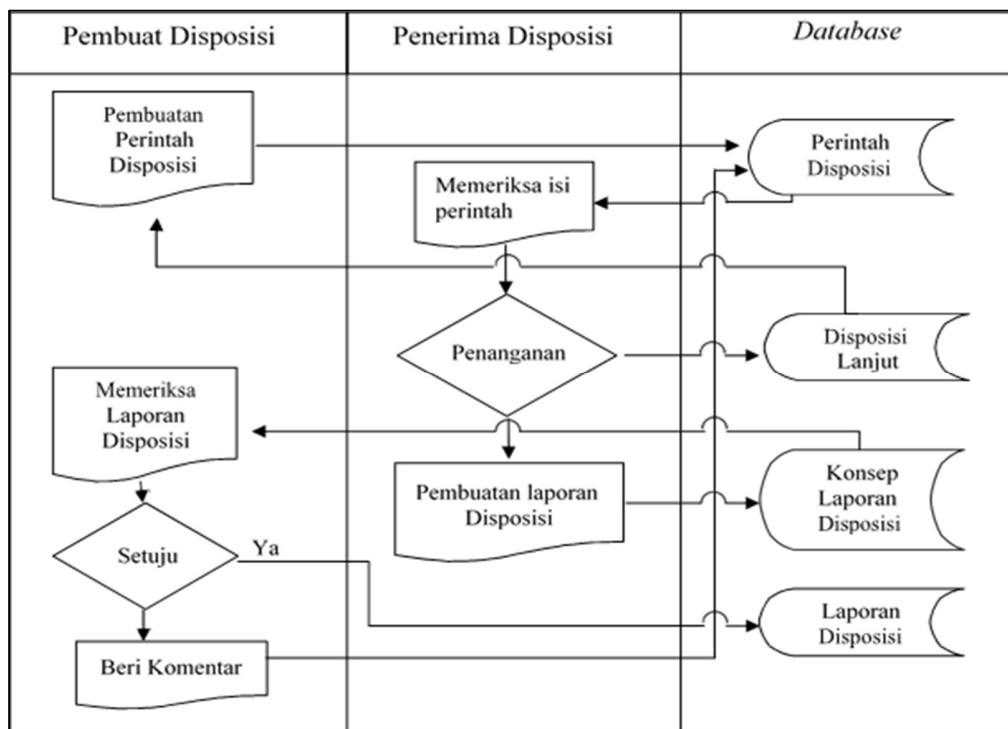 Pembuat Disposisi
Penerima Disposisi
Database
Pembuatan
Perintah
Disposisi
Perintah
Disposisi
Memeriksa isi
perintah
Penanganan
Disposisi
Lanjut
Memeriksa
Laporan
Disposisi
Pembuatan laporan
Disposisi
Konsep
Laporan
Disposisi
Setuju
Ya
Laporan
Disposisi
Beri Komentar